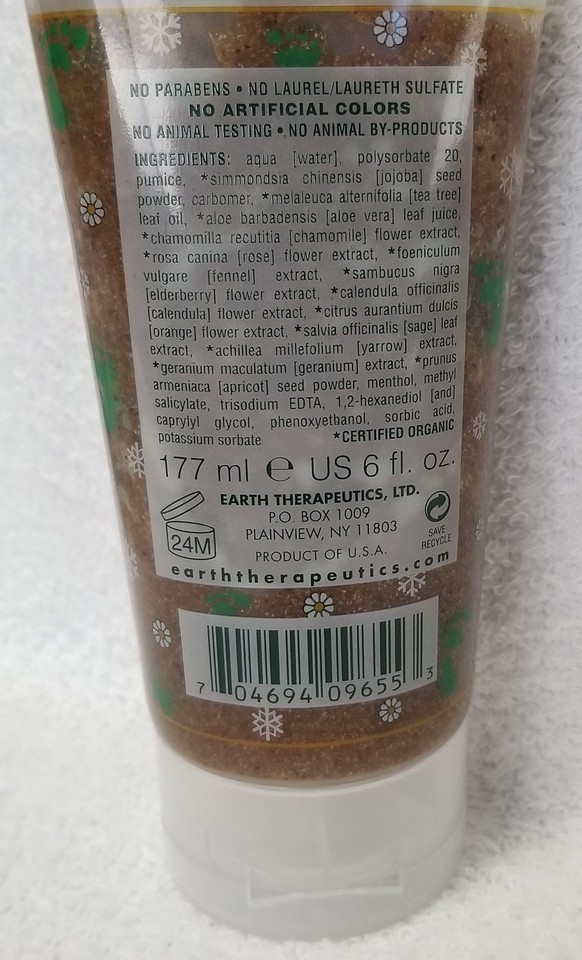 NO PARABENS • NO LAUREL/LAURETH SULFATE
NO ARTIFICIAL COLORS
NO ANIMAL TESTING • NO ANIMAL BY-PRODUCTS
INGREDIENTS: aqua [water], polysorbate 20,
pumice, *simmondsia chinensis [jojoba] seed
powder, carbomer, *melaleuca alternifolia [tea tree]
leaf oil, *aloe barbadensis [aloe vera] leaf juice,
*chamomilla recutitia [chamomile] flower extract,
*rosa canina [rose] flower extract, *foeniculum
vulgare [fennel] extract, *sambucus nigra
[elderberry] flower extract, *calendula officinalis
[calendula] flower extract, *citrus aurantium dulcis
[orange] flower extract, *salvia officinalis [sage] leaf
extract, *achillea millefolium [yarrow] extract,
*geranium maculatum [geranium] extract, *prunus
armeniaca [apricot] seed powder, menthol, methyl
salicylate, trisodium EDTA, 1,2-hexanediol [and]
caprylyl glycol, phenoxyethanol, sorbic acid,
potassium sorbate *CERTIFIED ORGANIC
177 ml e US 6 fl. oz.
24M
EARTH THERAPEUTICS, LTD.
P.O. BOX 1009
PLAINVIEW, NY 11803
PRODUCT OF U.S.A.
SAVE
RECYCLE
earththerapeutics.com
7 04694 09655 3